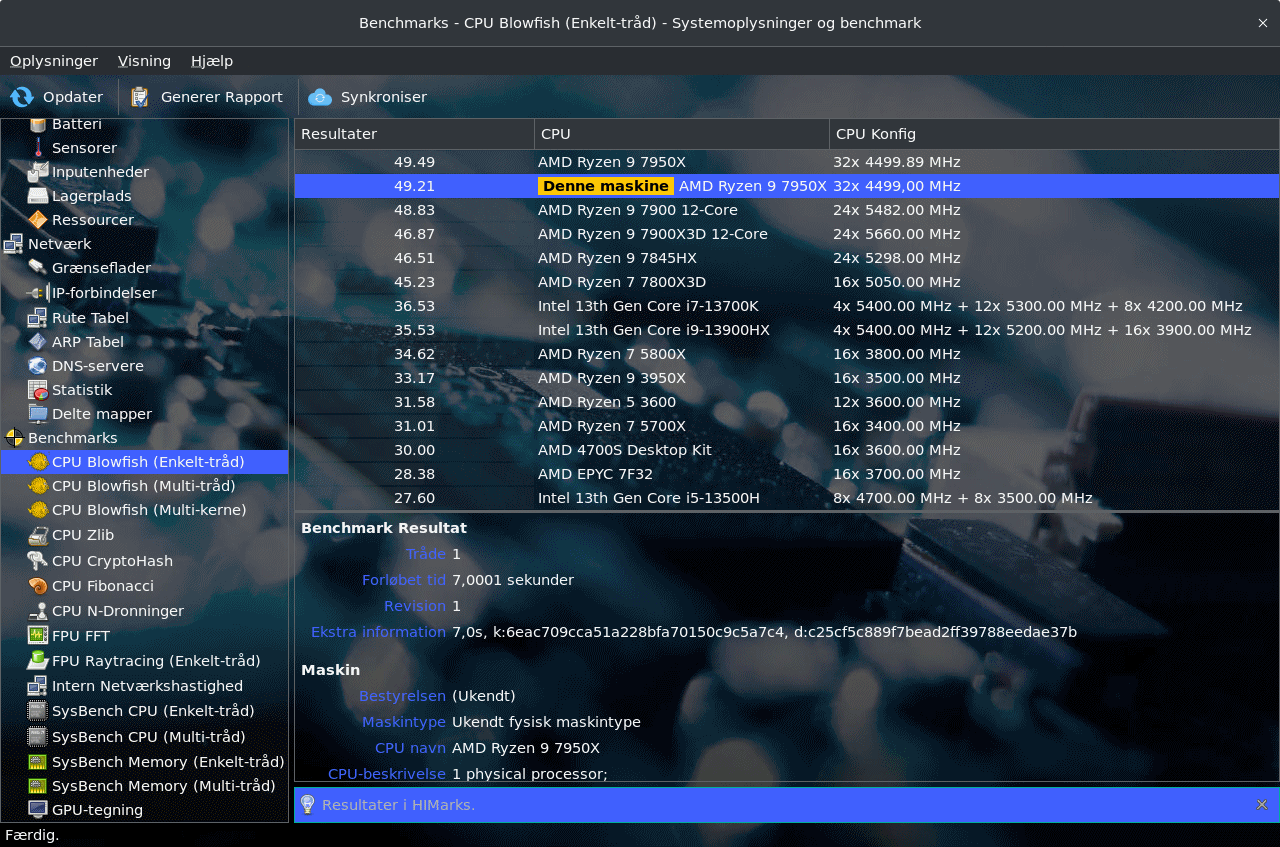 Benchmarks - CPU Blowfish (Enkelt-tråd) - Systemoplysninger og benchmark
Oplysninger Visning Hjælp
Opdater Generer Rapport Synkroniser
Batteri
Sensorer
Inputenheder
Lagerplads
Ressourcer
Netværk
Grænseflader
IP-forbindelser
Rute Tabel
ARP Tabel
DNS-servere
Statistik
Delte mapper
Benchmarks
CPU Blowfish (Enkelt-tråd)
CPU Blowfish (Multi-tråd)
CPU Blowfish (Multi-kerne)
CPU Zlib
CPU CryptoHash
CPU Fibonacci
CPU N-Dronninger
FPU FFT
FPU Raytracing (Enkelt-tråd)
Intern Netværkshastighed
SysBench CPU (Enkelt-tråd)
SysBench CPU (Multi-tråd)
SysBench Memory (Enkelt-tråd)
SysBench Memory (Multi-tråd)
GPU-tegning
Resultater CPU CPU Konfig
49.49 AMD Ryzen 9 7950X 32x 4499.89 MHz
49.21 Denne maskine AMD Ryzen 9 7950X 32x 4499,00 MHz
48.83 AMD Ryzen 9 7900 12-Core 24x 5482.00 MHz
46.87 AMD Ryzen 9 7900X3D 12-Core 24x 5660.00 MHz
46.51 AMD Ryzen 9 7845HX 24x 5298.00 MHz
45.23 AMD Ryzen 7 7800X3D 16x 5050.00 MHz
36.53 Intel 13th Gen Core i7-13700K 4x 5400.00 MHz + 12x 5300.00 MHz + 8x 4200.00 MHz
35.53 Intel 13th Gen Core i9-13900HX 4x 5400.00 MHz + 12x 5200.00 MHz + 16x 3900.00 MHz
34.62 AMD Ryzen 7 5800X 16x 3800.00 MHz
33.17 AMD Ryzen 9 3950X 16x 3500.00 MHz
31.58 AMD Ryzen 5 3600 12x 3600.00 MHz
31.01 AMD Ryzen 7 5700X 16x 3400.00 MHz
30.00 AMD 4700S Desktop Kit 16x 3600.00 MHz
28.38 AMD EPYC 7F32 16x 3700.00 MHz
27.60 Intel 13th Gen Core i5-13500H 8x 4700.00 MHz + 8x 3500.00 MHz
Benchmark Resultat
Tråde 1
Forløbet tid 7,0001 sekunder
Revision 1
Ekstra information 7,0s, k:6eac709cca51a228bfa70150c9c5a7c4, d:c25cf5c889f7bead2ff39788eedae37b
Maskin
Bestyrelsen (Ukendt)
Maskintype Ukendt fysisk maskintype
CPU navn AMD Ryzen 9 7950X
CPU-beskrivelse 1 physical processor;
Resultater i HIMarks.
Færdig.